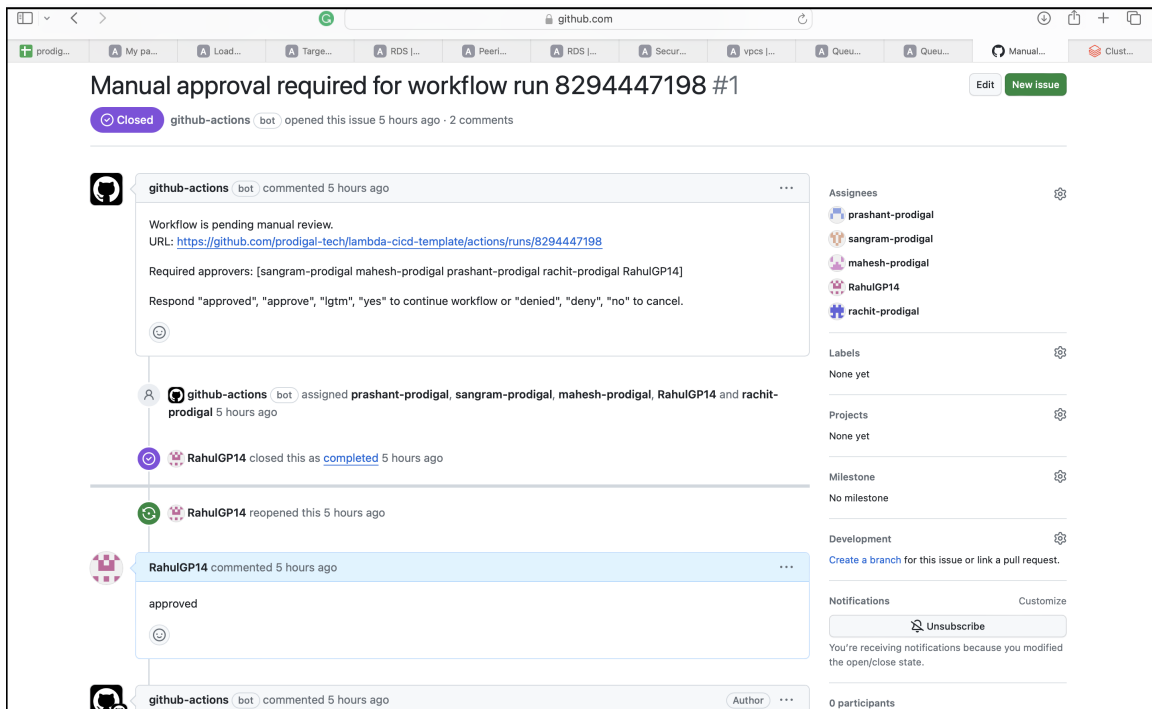 github.com
prodig...
My pa...
Load...
Targe...
RDS |...
Peeri...
RDS |...
Secur...
vpcs |...
Queu...
Queu...
Manual...
Clust...
Manual approval required for workflow run 8294447198 #1
Edit
New issue
Closed
github-actions bot opened this issue 5 hours ago · 2 comments
github-actions bot commented 5 hours ago
Workflow is pending manual review.
URL: https://github.com/prodigal-tech/lambda-cicd-template/actions/runs/8294447198
Required approvers: [sangram-prodigal mahesh-prodigal prashant-prodigal rachit-prodigal RahulGP14]
Respond "approved", "approve", "lgtm", "yes" to continue workflow or "denied", "deny", "no" to cancel.
github-actions bot assigned prashant-prodigal, sangram-prodigal, mahesh-prodigal, RahulGP14 and rachit-
prodigal 5 hours ago
RahulGP14 closed this as completed 5 hours ago
RahulGP14 reopened this 5 hours ago
RahulGP14 commented 5 hours ago
approved
github-actions bot commented 5 hours ago
Author
Assignees
prashant-prodigal
sangram-prodigal
mahesh-prodigal
RahulGP14
rachit-prodigal
Labels
None yet
Projects
None yet
Milestone
No milestone
Development
Create a branch for this issue or link a pull request.
Notifications
Customize
Unsubscribe
You're receiving notifications because you modified
the open/close state.
0 participants